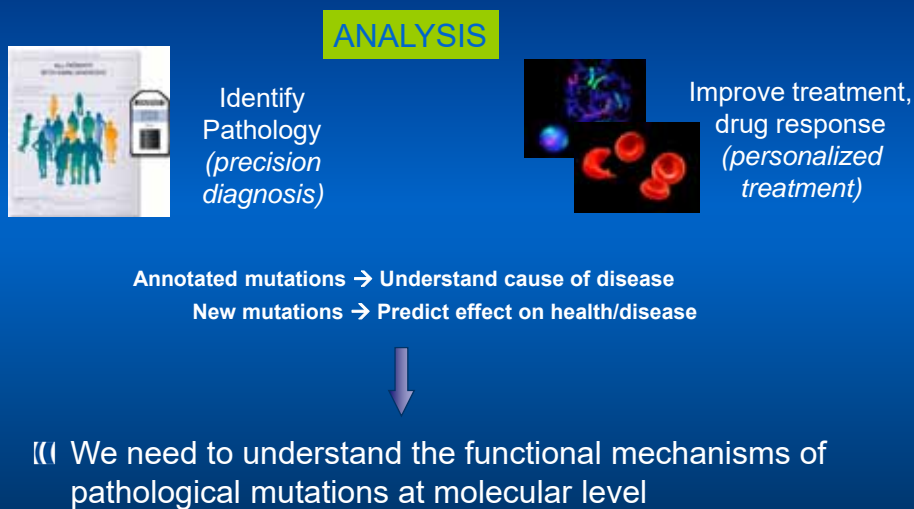 ANALYSIS
Identify
Pathology
(precision
diagnosis)
Improve treatment,
drug response
(personalized
treatment)
Annotated mutations → Understand cause of disease
New mutations → Predict effect on health/disease
We need to understand the functional mechanisms of
pathological mutations at molecular level